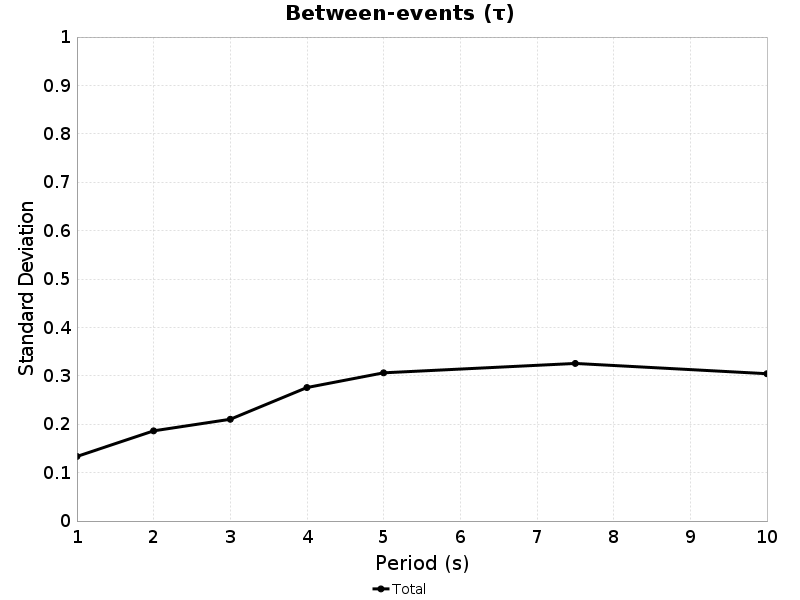 Between-events (τ)
1
0.9
0.8
0.7
0.6
0.5
0.4
0.3
0.2
0.1
0
Standard Deviation
1 2 3 4 5 6 7 8 9 10
Period (s)
Total